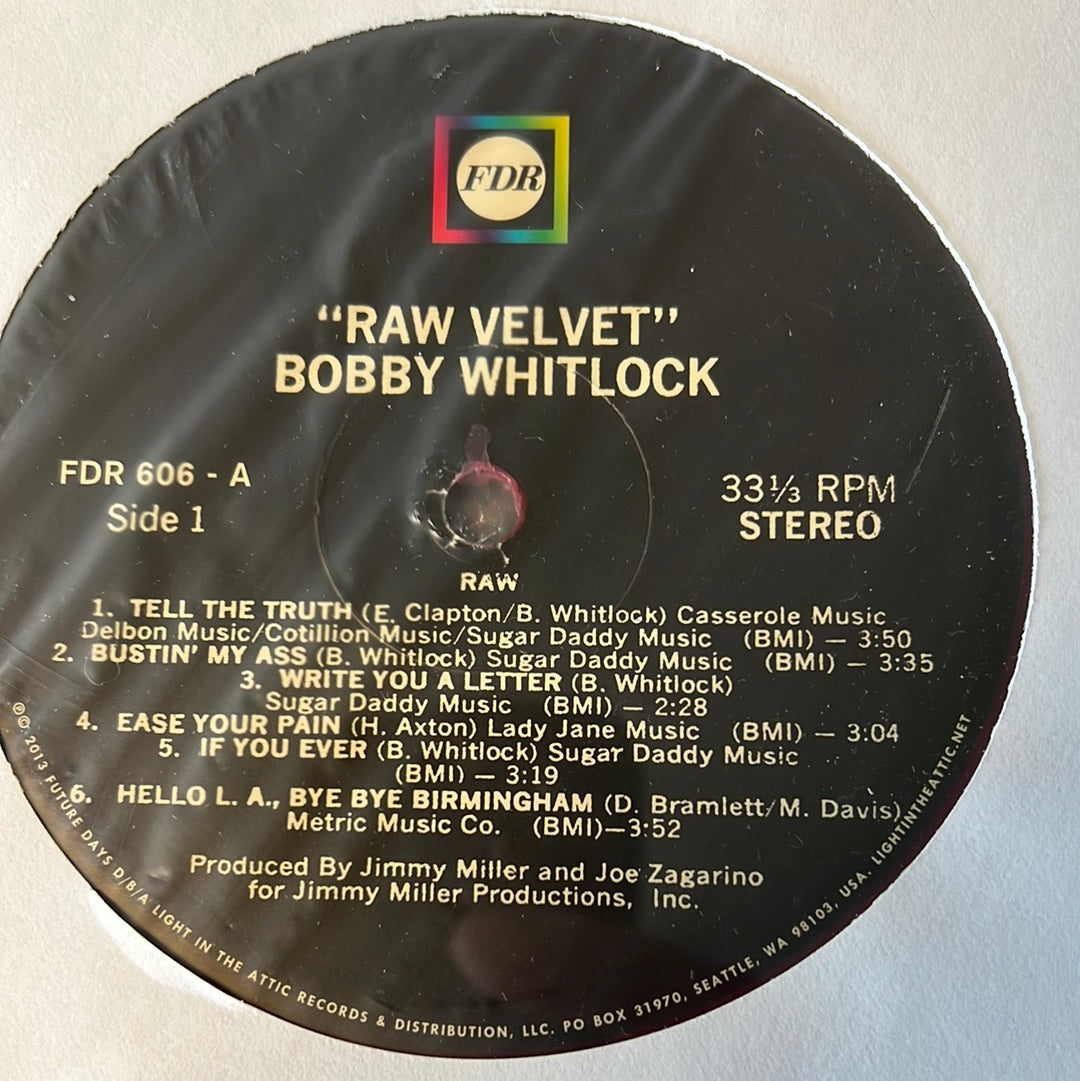 FDR
"RAW VELVET"
BOBBY WHITLOCK
FDR 606 - A
Side 1
33⅓ RPM
STEREO
RAW
1. TELL THE TRUTH (E. Clapton/B. Whitlock) Casserole Music
Delbon Music/Cotillion Music/Sugar Daddy Music (BMI) — 3:50
2. BUSTIN' MY ASS (B. Whitlock) Sugar Daddy Music (BMI) — 3:35
3. WRITE YOU A LETTER (B. Whitlock)
Sugar Daddy Music (BMI) — 2:28
4. EASE YOUR PAIN (H. Axton) Lady Jane Music (BMI) — 3:04
5. IF YOU EVER (B. Whitlock) Sugar Daddy Music
(BMI) — 3:19
6. HELLO L. A., BYE BYE BIRMINGHAM (D. Bramlett/M. Davis)
Metric Music Co. (BMI)—3:52
Produced By Jimmy Miller and Joe Zagarino
for Jimmy Miller Productions, Inc.
℗© 2013 FUTURE DAYS D/B/A LIGHT IN THE ATTIC RECORDS & DISTRIBUTION, LLC. PO BOX 31970, SEATTLE, WA 98103, USA. LIGHTINTHEATTIC.NET